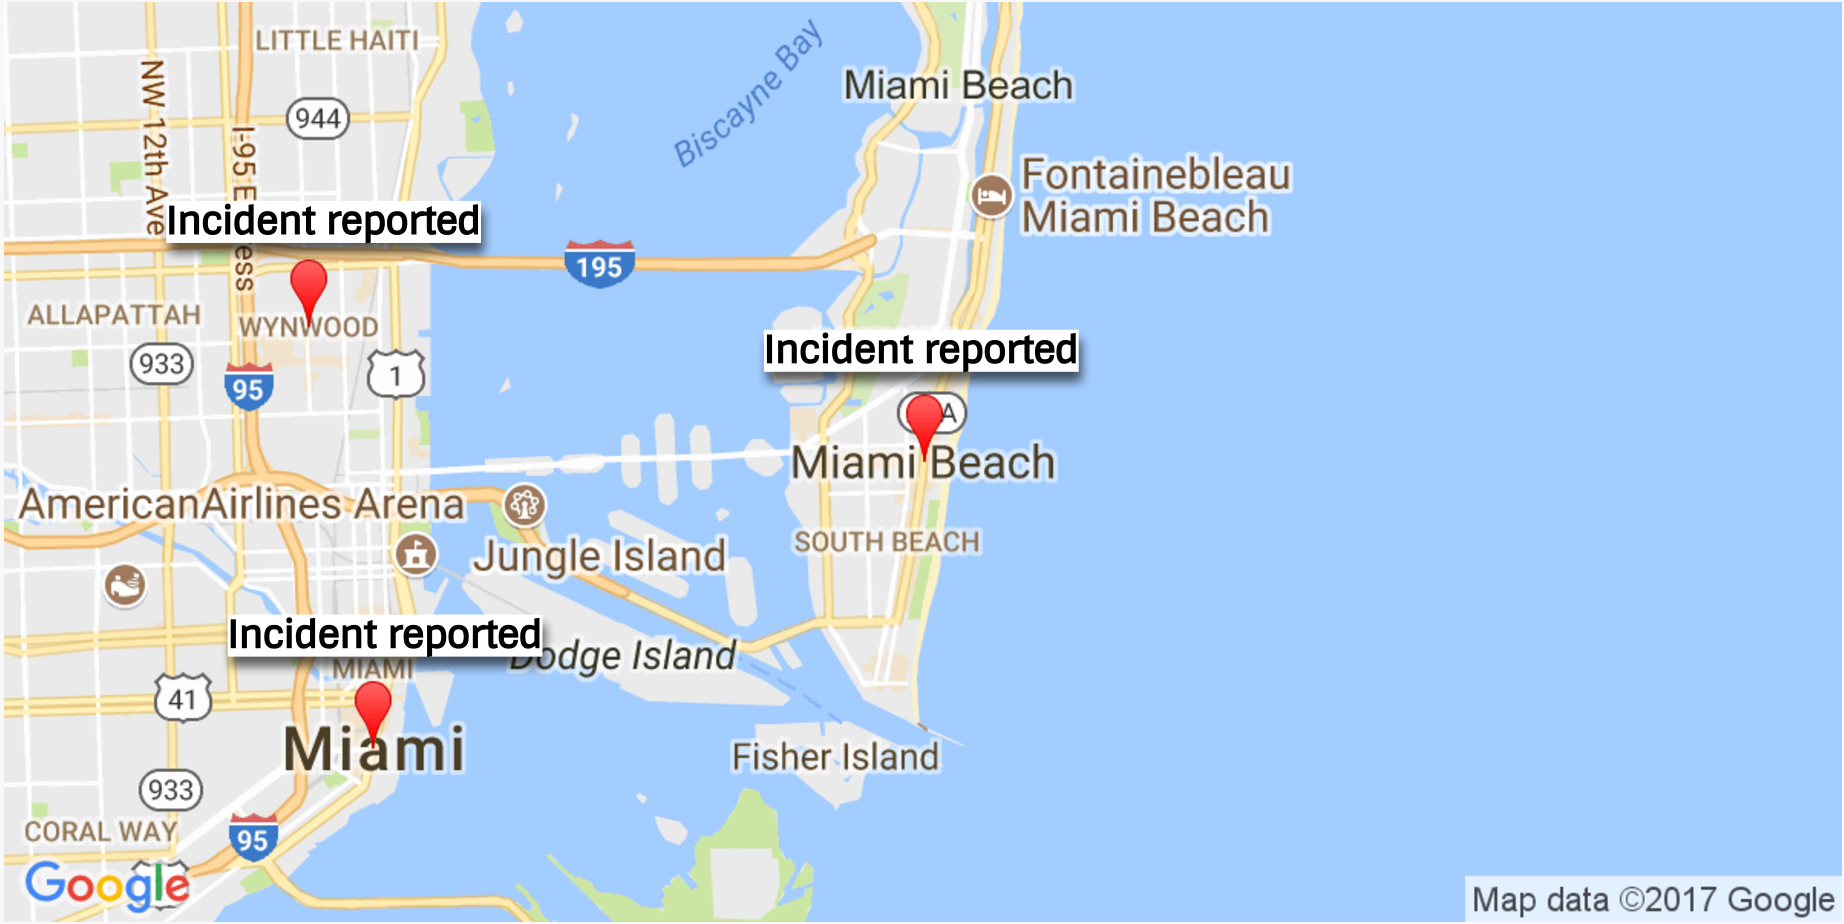 LITTLE HAITI
Biscayne Bay
Miami Beach
944
NW 12th Ave
I-95 E
ess
Fontainebleau
Miami Beach
Incident reported
195
ALLAPATTAH
WYNWOOD
Incident reported
933
95
1
A
Miami Beach
AmericanAirlines Arena
SOUTH BEACH
Jungle Island
Incident reported
Dodge Island
MIAMI
41
Miami
Fisher Island
933
CORAL WAY
95
Google
Map data ©2017 Google